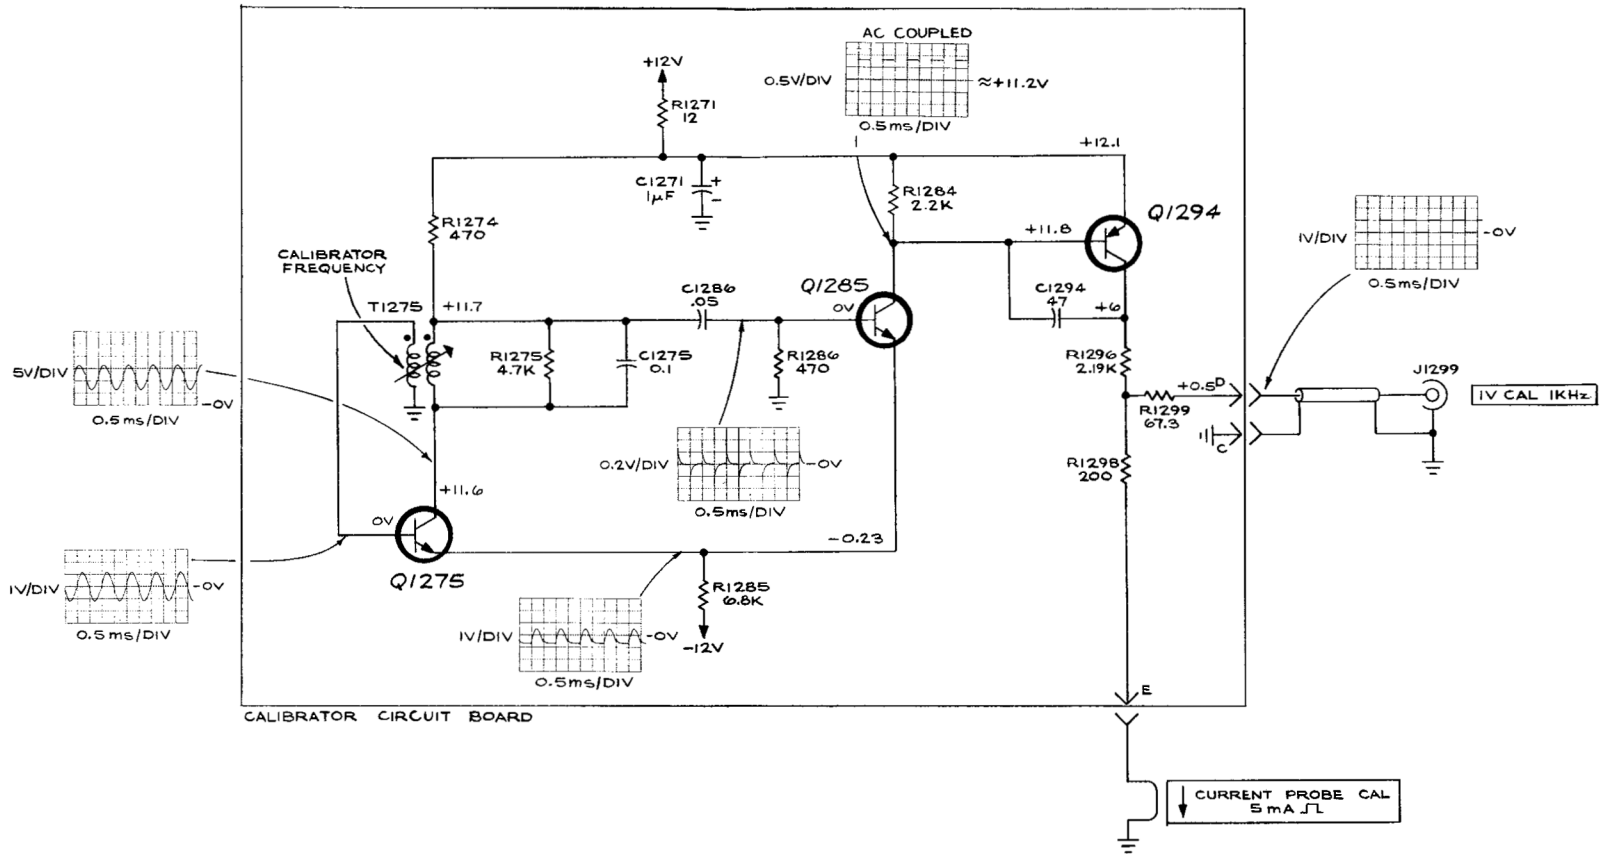 AC COUPLED
0.5V/DIV
≈+11.2V
0.5ms/DIV
+12V
R1271
12
+12.1
C1271
1μF
+
-
R1284
2.2K
Q1294
R1274
470
+11.8
1V/DIV
-0V
0.5ms/DIV
CALIBRATOR
FREQUENCY
T1275
+11.7
C1286
.05
Q1285
0V
C1294
47
+6
5V/DIV
-0V
0.5ms/DIV
R1275
4.7K
C1275
0.1
R1286
470
R1296
2.19K
+0.5
D
R1299
67.3
C
J1299
1V CAL 1KHz
0.2V/DIV
-0V
0.5ms/DIV
R1298
200
+11.6
0V
Q1275
-0.23
1V/DIV
-0V
0.5ms/DIV
R1285
6.8K
-12V
1V/DIV
-0V
0.5ms/DIV
E
CALIBRATOR CIRCUIT BOARD
CURRENT PROBE CAL
5mA